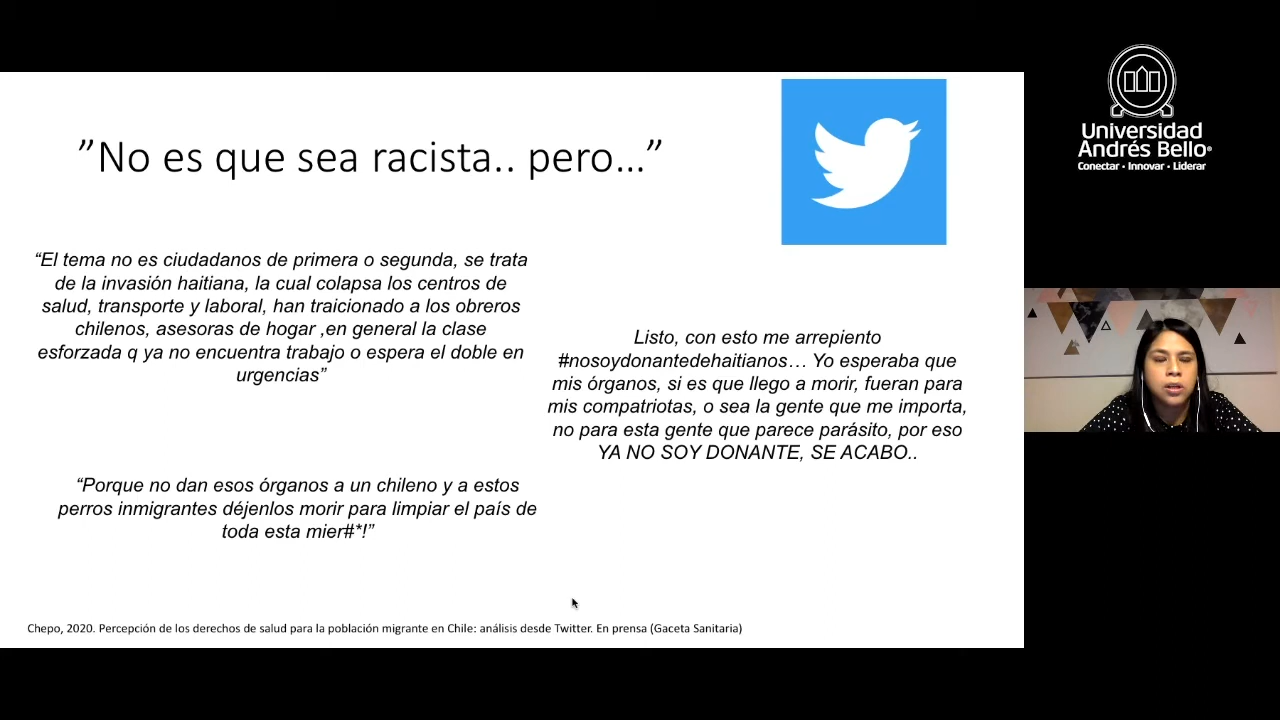 ”No es que sea racista.. pero…”
“El tema no es ciudadanos de primera o segunda, se trata
de la invasión haitiana, la cual colapsa los centros de
salud, transporte y laboral, han traicionado a los obreros
chilenos, asesoras de hogar ,en general la clase
esforzada q ya no encuentra trabajo o espera el doble en
urgencias”
Listo, con esto me arrepiento
#nosoydonantedehaitianos… Yo esperaba que
mis órganos, si es que llego a morir, fueran para
mis compatriotas, o sea la gente que me importa,
no para esta gente que parece parásito, por eso
YA NO SOY DONANTE, SE ACABO..
“Porque no dan esos órganos a un chileno y a estos
perros inmigrantes déjenlos morir para limpiar el país de
toda esta mier#*!”
Chepo, 2020. Percepción de los derechos de salud para la población migrante en Chile: análisis desde Twitter. En prensa (Gaceta Sanitaria)
Universidad
Andrés Bello®
Conectar • Innovar • Liderar